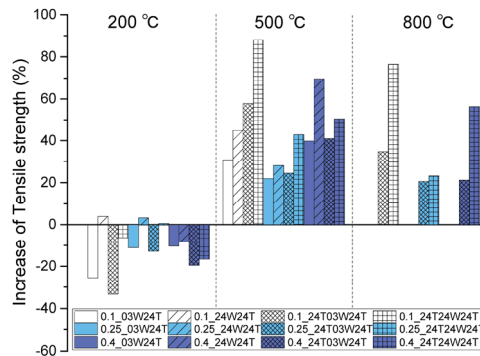 200 ℃ 500 ℃ 800 ℃
Increase of Tensile strength (%)
100
80
60
40
20
0
-20
-40
-60
0.1_03W24T 0.1_24W24T 0.1_24T03W24T 0.1_24T24W24T
0.25_03W24T 0.25_24W24T 0.25_24T03W24T 0.25_24T24W24T
0.4_03W24T 0.4_24W24T 0.4_24T03W24T 0.4_24T24W24T